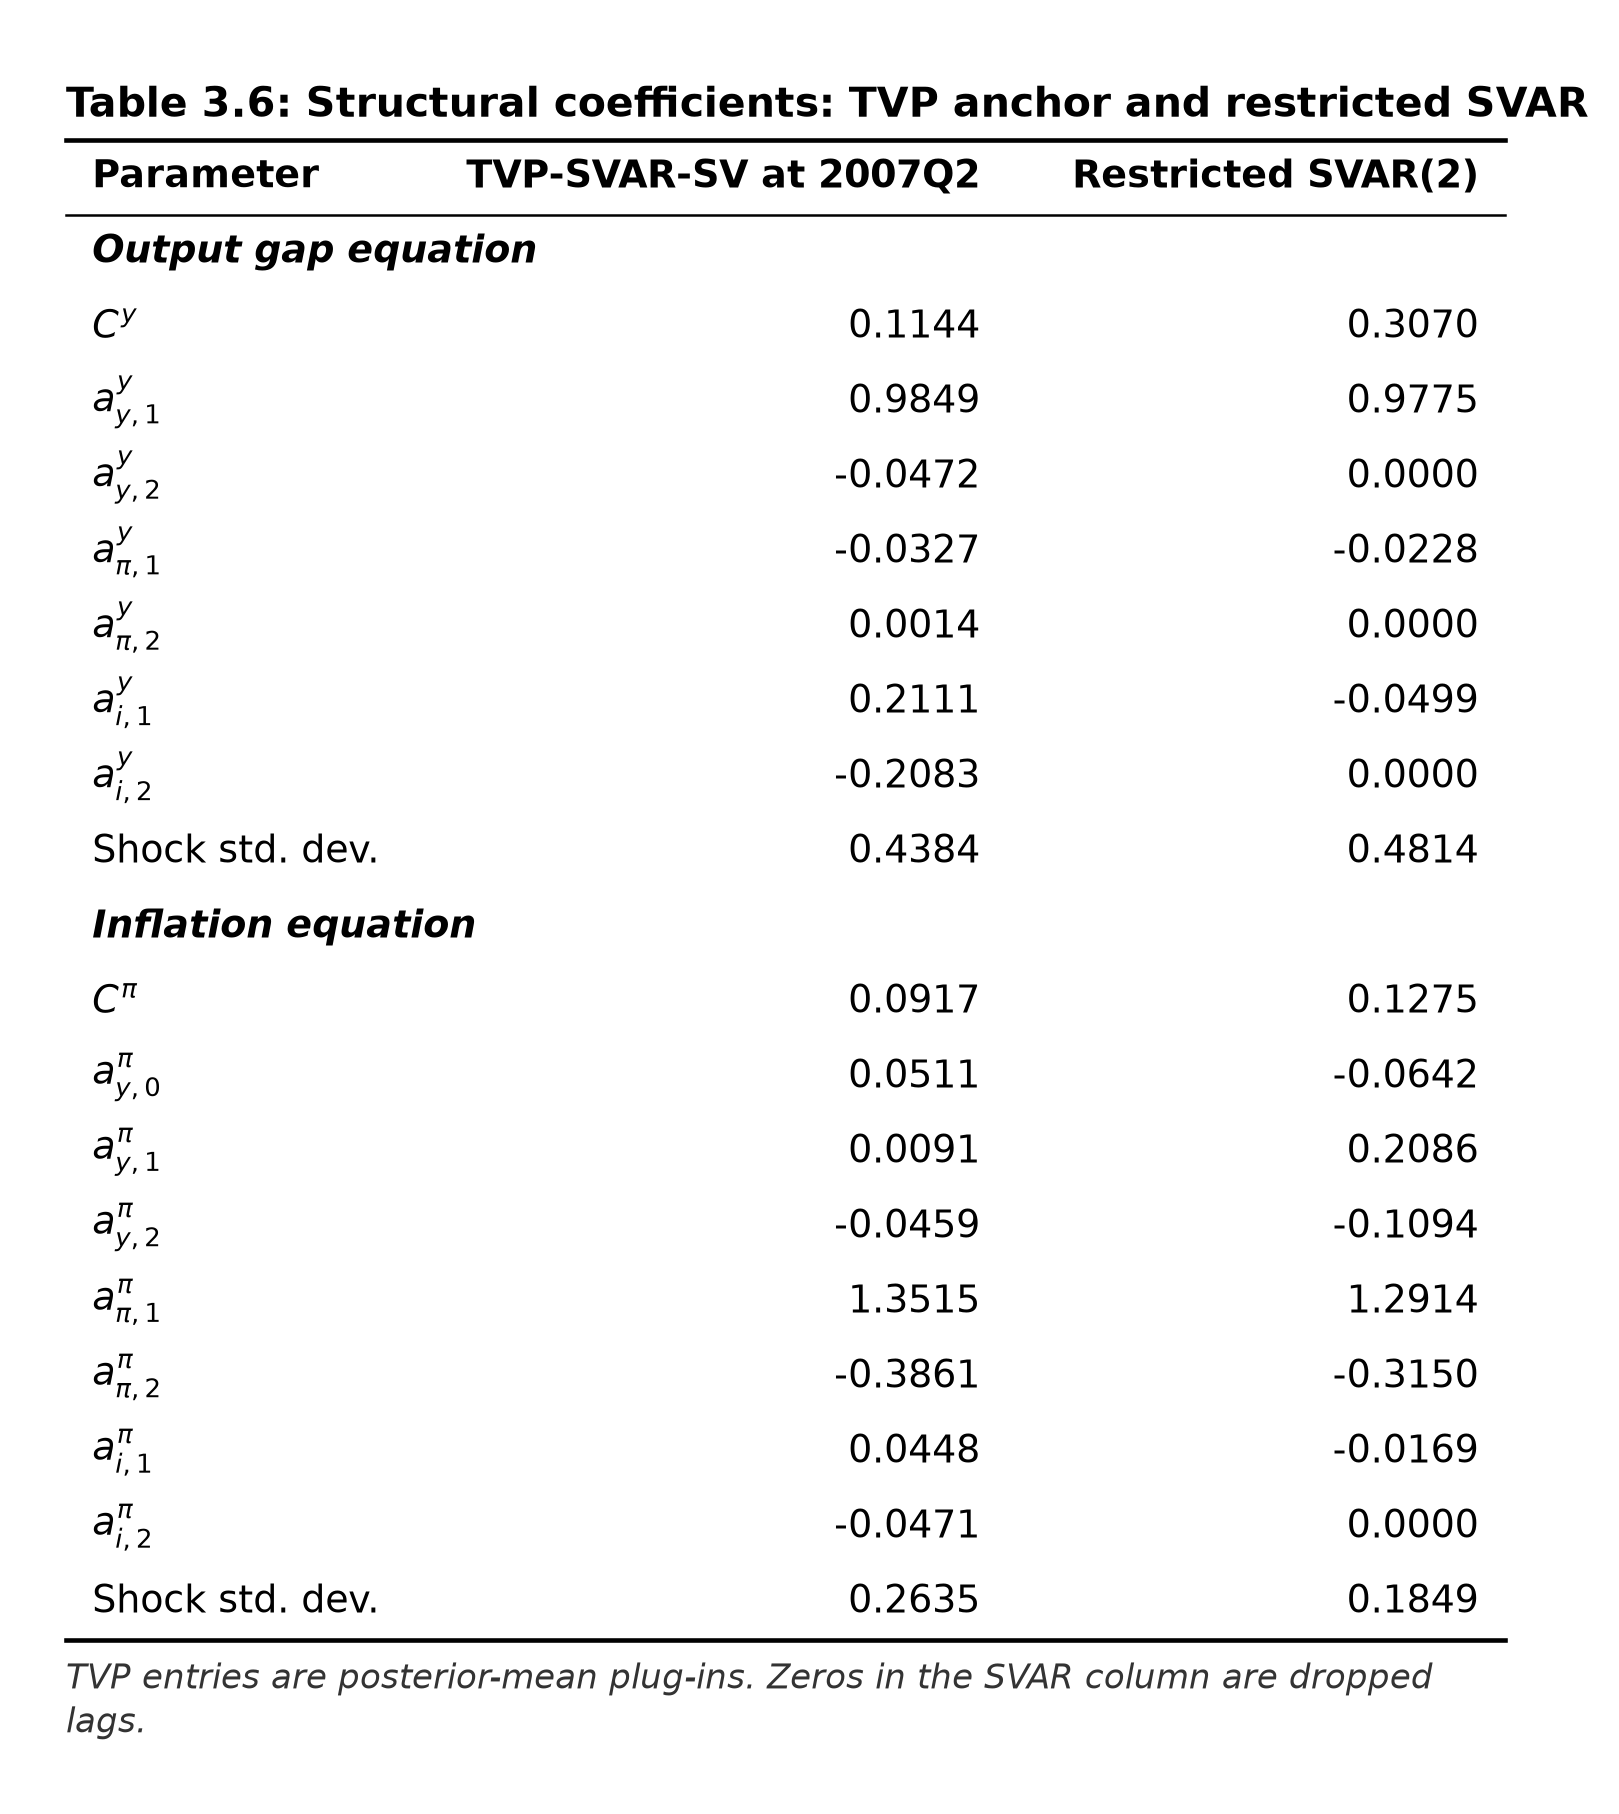 Table 3.6: Structural coefficients: TVP anchor and restricted SVAR
Parameter TVP-SVAR-SV at 2007Q2 Restricted SVAR(2)
Output gap equation
C^y 0.1144 0.3070
a^y_{y,1} 0.9849 0.9775
a^y_{y,2} -0.0472 0.0000
a^y_{π,1} -0.0327 -0.0228
a^y_{π,2} 0.0014 0.0000
a^y_{i,1} 0.2111 -0.0499
a^y_{i,2} -0.2083 0.0000
Shock std. dev. 0.4384 0.4814
Inflation equation
C^π 0.0917 0.1275
a^π_{y,0} 0.0511 -0.0642
a^π_{y,1} 0.0091 0.2086
a^π_{y,2} -0.0459 -0.1094
a^π_{π,1} 1.3515 1.2914
a^π_{π,2} -0.3861 -0.3150
a^π_{i,1} 0.0448 -0.0169
a^π_{i,2} -0.0471 0.0000
Shock std. dev. 0.2635 0.1849
TVP entries are posterior-mean plug-ins. Zeros in the SVAR column are dropped
lags.